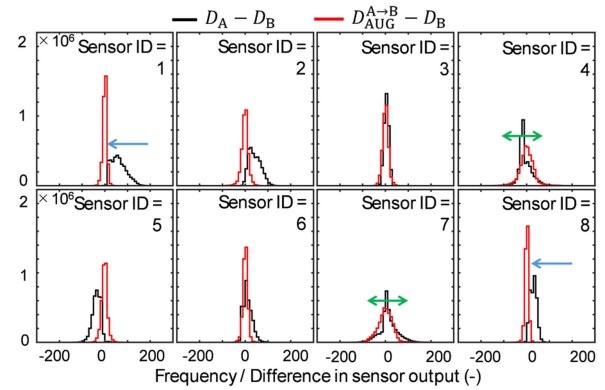 D_A − D_B D_AUG^A→B − D_B
2 × 10^6 Sensor ID = 1 Sensor ID = 2 Sensor ID = 3 Sensor ID = 4
1
0
2 × 10^6 Sensor ID = 5 Sensor ID = 6 Sensor ID = 7 Sensor ID = 8
1
0
-200 0 200 -200 0 200 -200 0 200 -200 0 200
Frequency / Difference in sensor output (-)